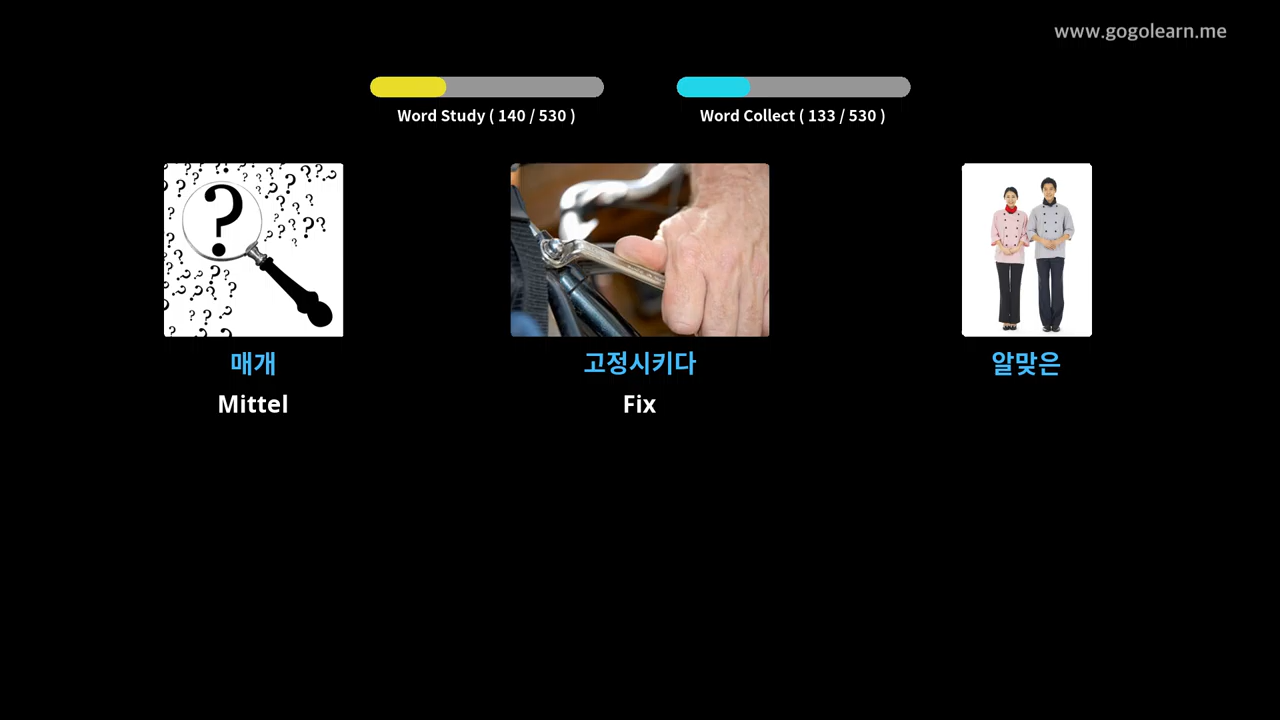 www.gogolearn.me
Word Study ( 140 / 530 )
Word Collect ( 133 / 530 )
매개
고정시키다
알맞은
Mittel
Fix